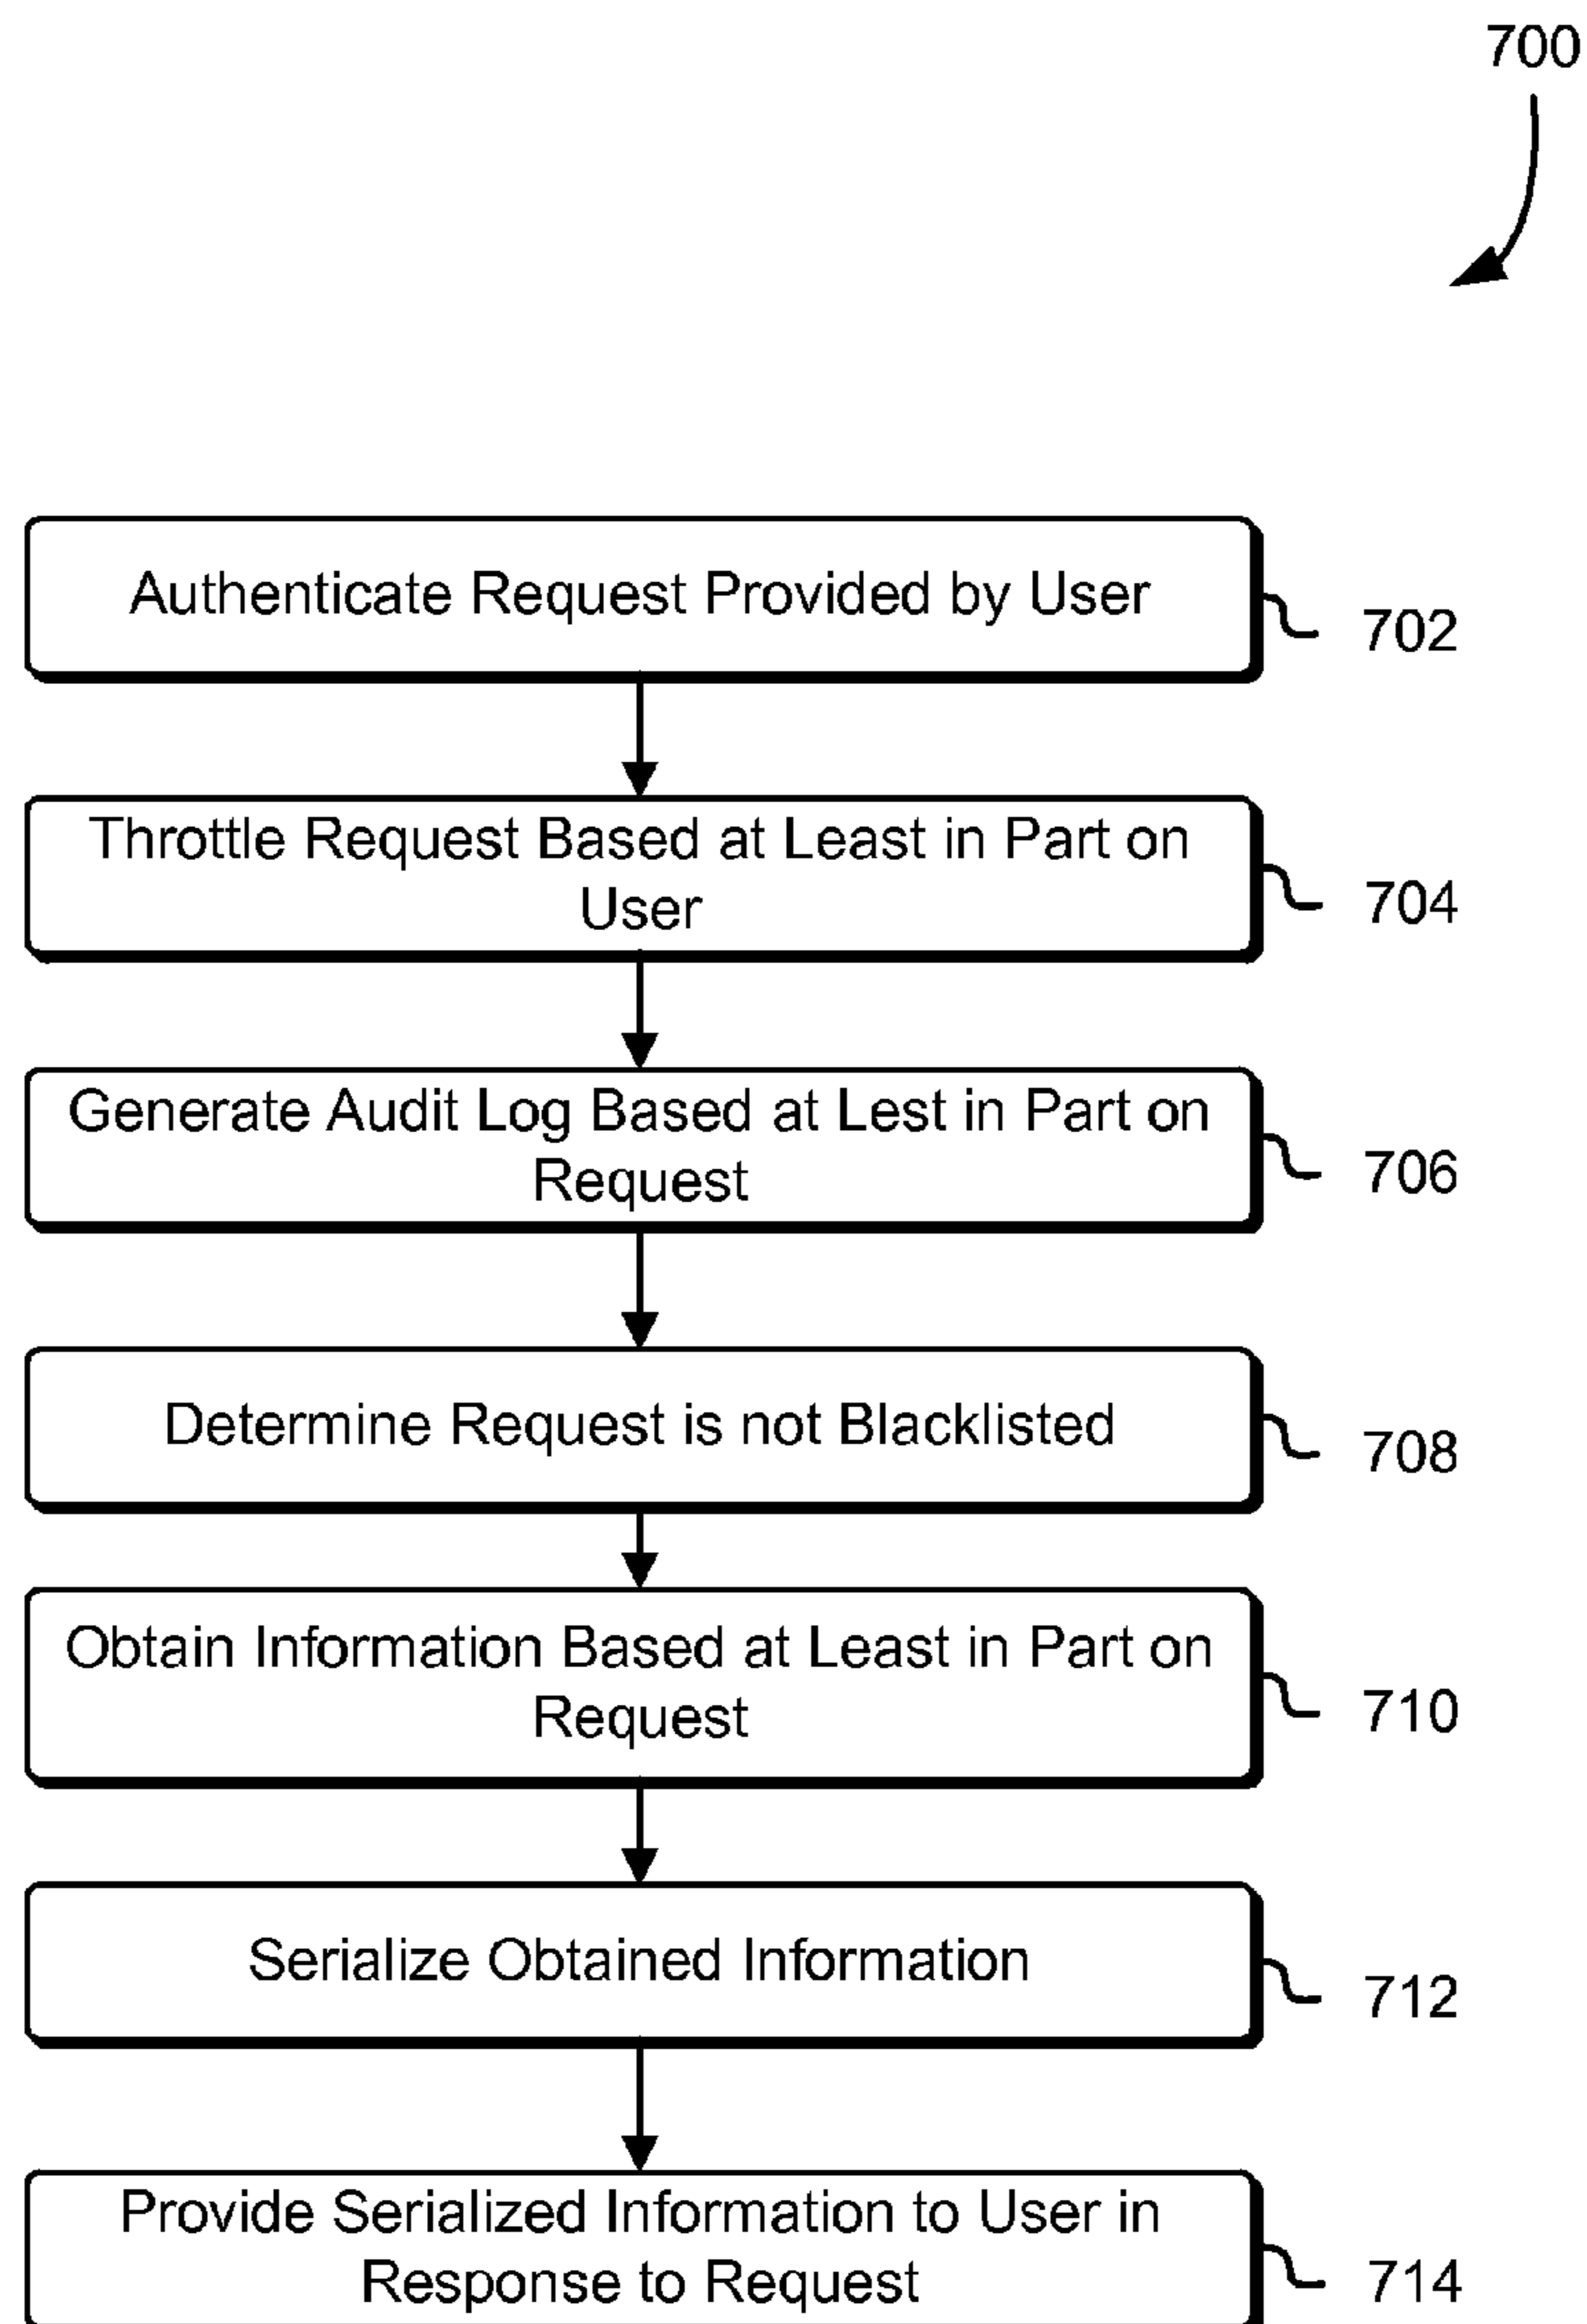 700
Authenticate Request Provided by User
702
Throttle Request Based at Least in Part on
User
704
Generate Audit Log Based at Lest in Part on
Request
706
Determine Request is not Blacklisted
708
Obtain Information Based at Least in Part on
Request
710
Serialize Obtained Information
712
Provide Serialized Information to User in
Response to Request
714